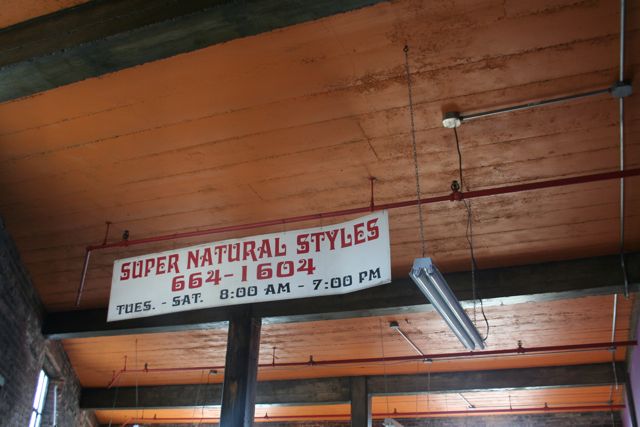 SUPER NATURAL STYLES
664-1604
TUES. - SAT. 8:00 AM - 7:00 PM